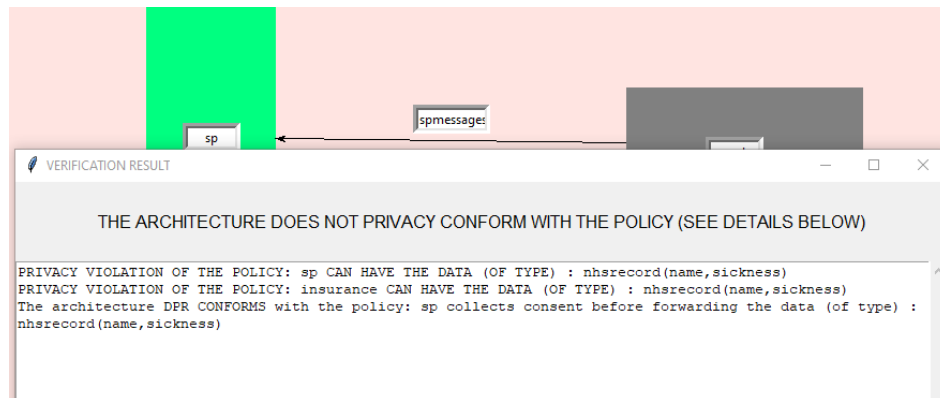 spmessages
sp
VERIFICATION RESULT
THE ARCHITECTURE DOES NOT PRIVACY CONFORM WITH THE POLICY (SEE DETAILS BELOW)
PRIVACY VIOLATION OF THE POLICY: sp CAN HAVE THE DATA (OF TYPE) : nhsrecord(name,sickness)
PRIVACY VIOLATION OF THE POLICY: insurance CAN HAVE THE DATA (OF TYPE) : nhsrecord(name,sickness)
The architecture DPR CONFORMS with the policy: sp collects consent before forwarding the data (of type) :
nhsrecord(name,sickness)